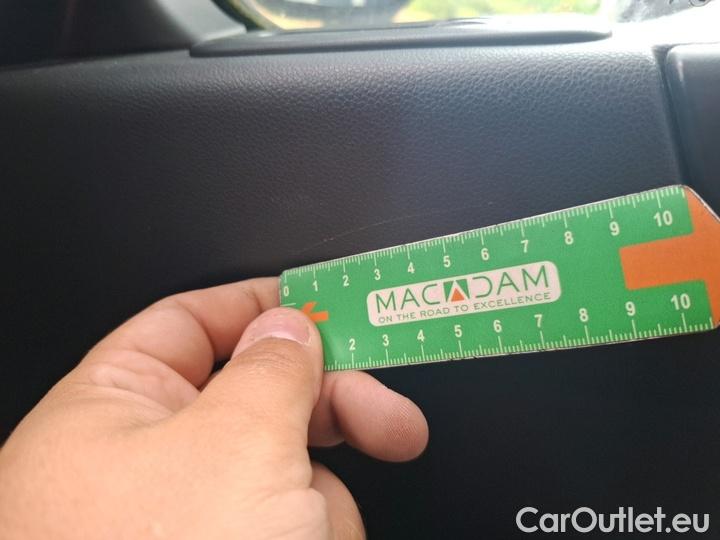 0 1 2 3 4 5 6 7 8 9 10
MACADAM
ON THE ROAD TO EXCELLENCE
2 3 4 5 6 7 8 9 10
CarOutlet.eu